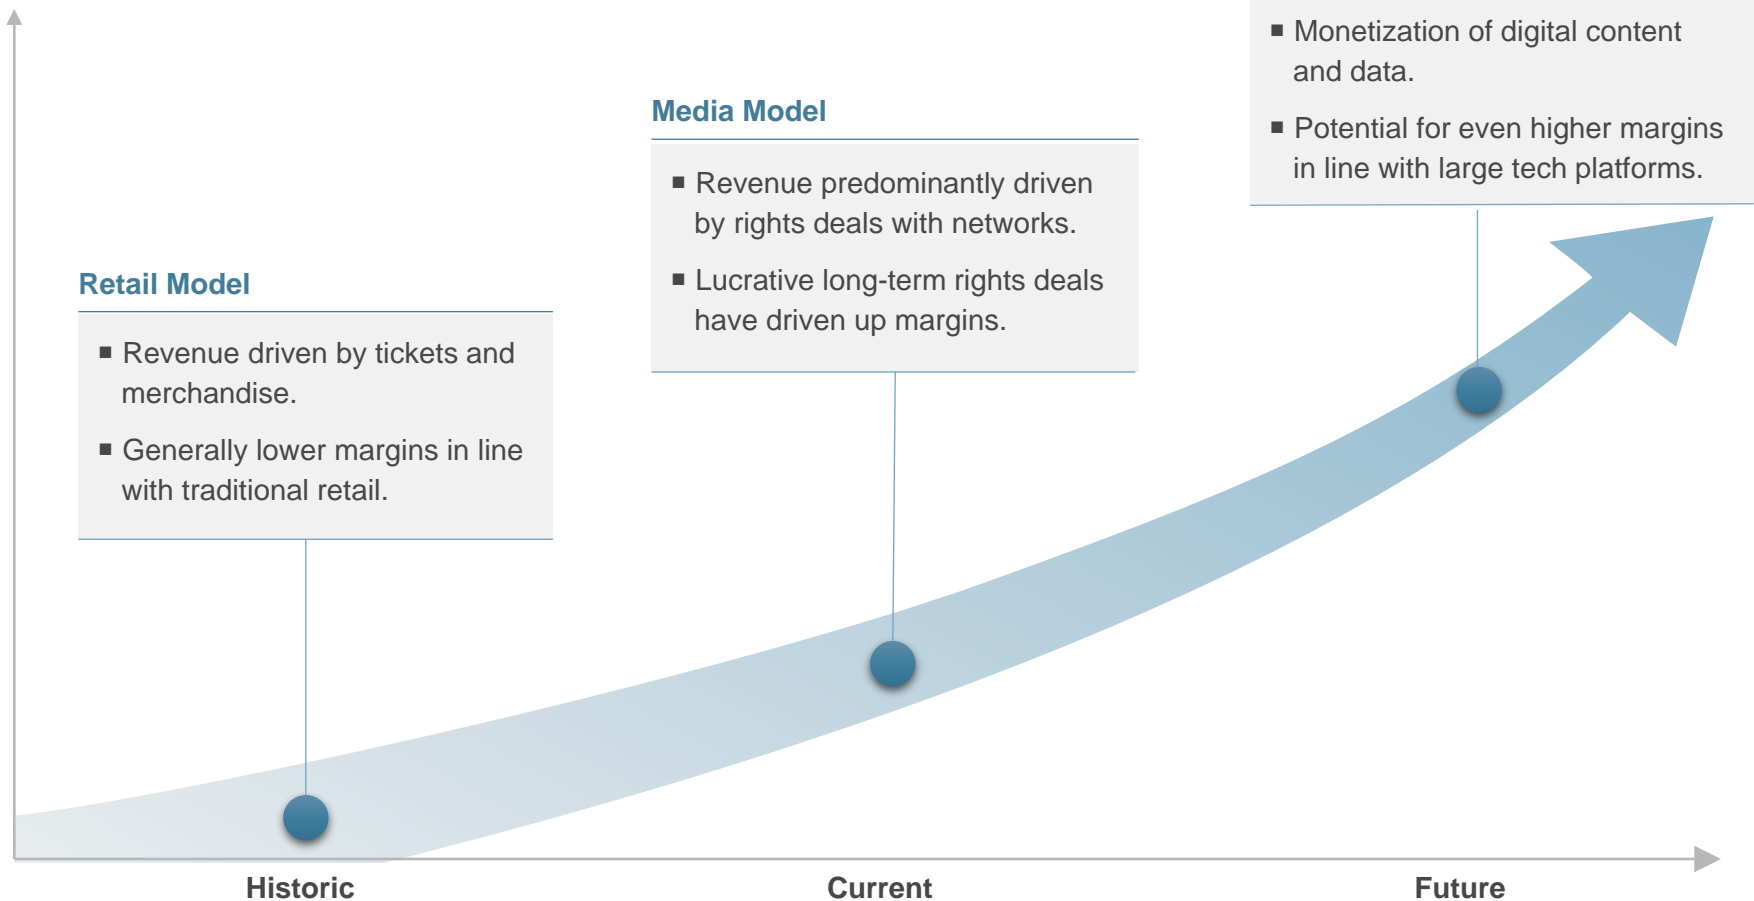 Retail Model
■ Revenue driven by tickets and
merchandise.
■ Generally lower margins in line
with traditional retail.
Media Model
■ Revenue predominantly driven
by rights deals with networks.
■ Lucrative long-term rights deals
have driven up margins.
■ Monetization of digital content
and data.
■ Potential for even higher margins
in line with large tech platforms.
Historic
Current
Future